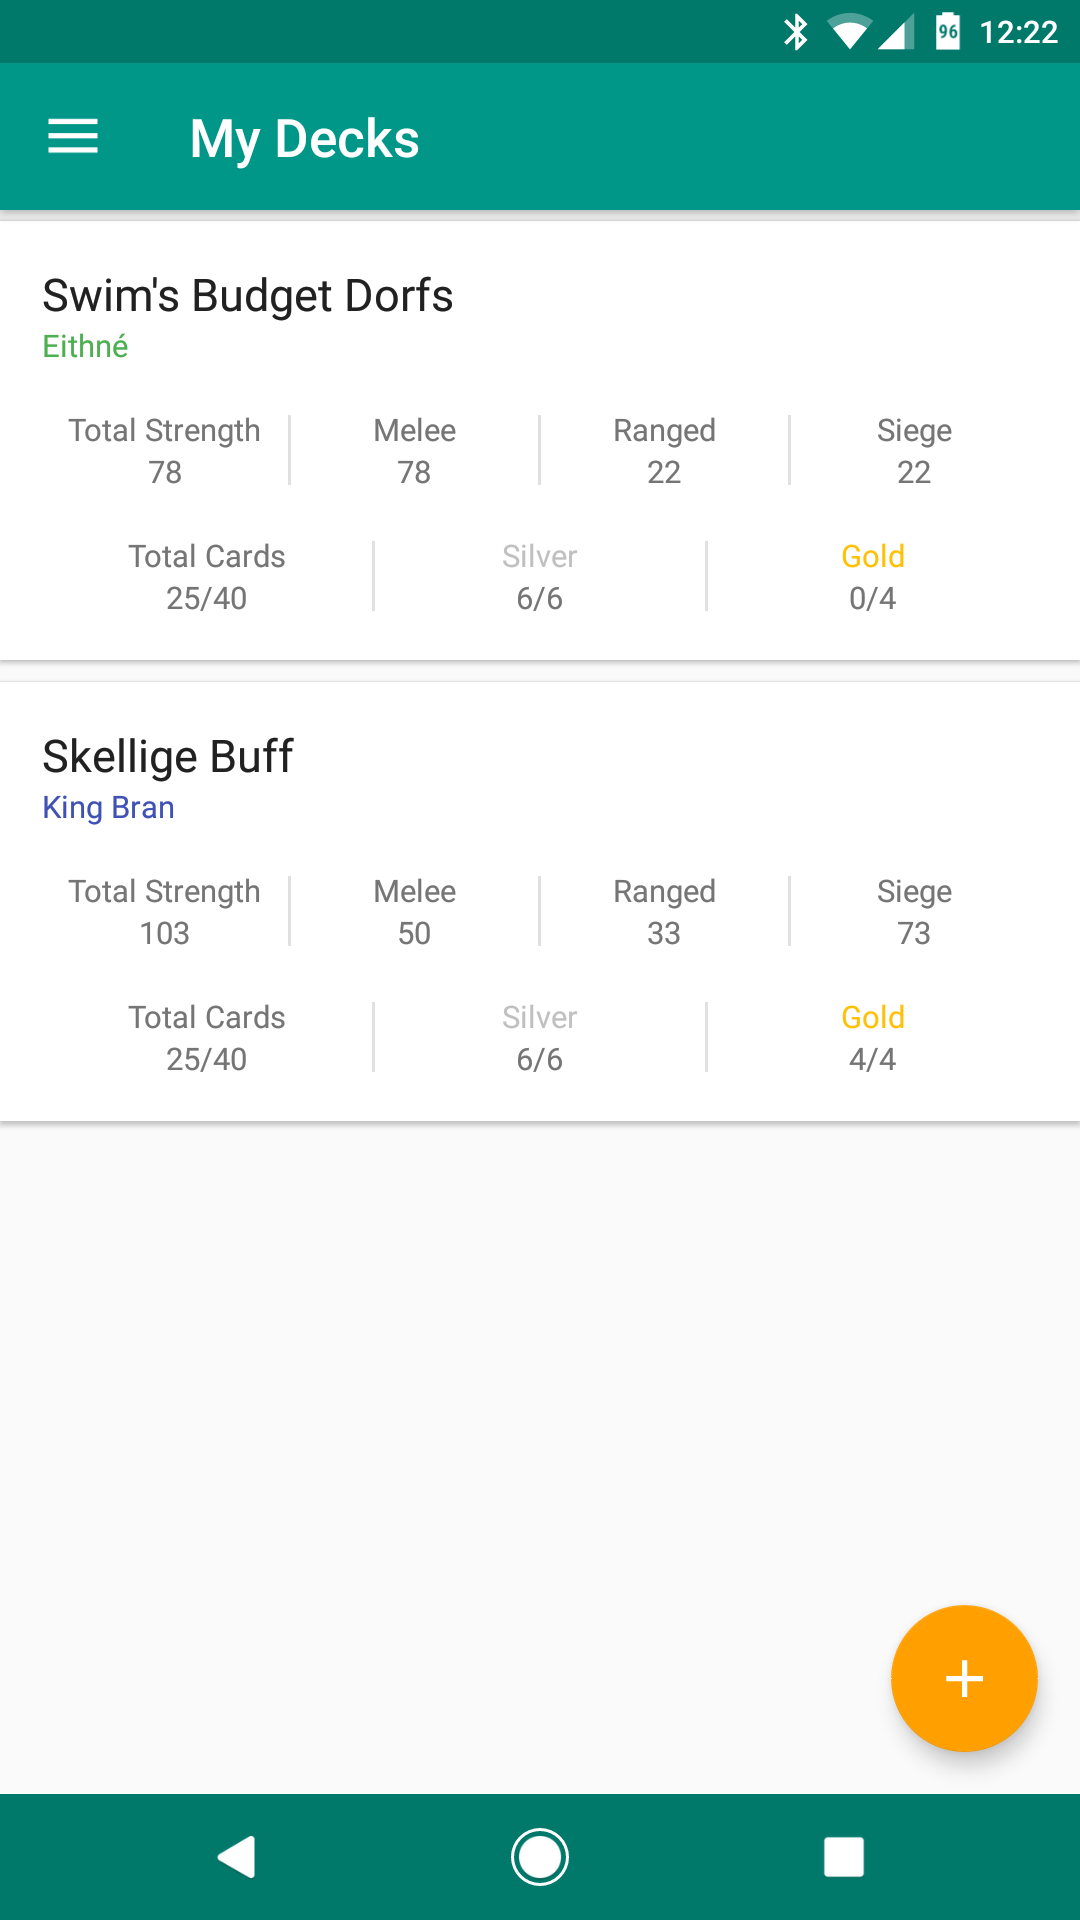 96 12:22
My Decks
Swim's Budget Dorfs
Eithné
Total Strength Melee Ranged Siege
78 78 22 22
Total Cards Silver Gold
25/40 6/6 0/4
Skellige Buff
King Bran
Total Strength Melee Ranged Siege
103 50 33 73
Total Cards Silver Gold
25/40 6/6 4/4